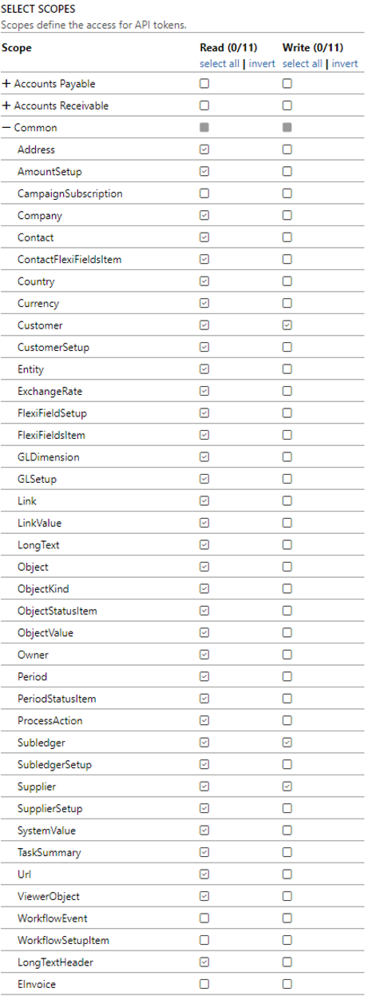 SELECT SCOPES
Scopes define the access for API tokens.
Scope Read (0/11) Write (0/11)
select all | invert select all | invert
+ Accounts Payable
+ Accounts Receivable
− Common
Address
AmountSetup
CampaignSubscription
Company
Contact
ContactFlexiFieldsItem
Country
Currency
Customer
CustomerSetup
Entity
ExchangeRate
FlexiFieldSetup
FlexiFieldsItem
GLDimension
GLSetup
Link
LinkValue
LongText
Object
ObjectKind
ObjectStatusItem
ObjectValue
Owner
Period
PeriodStatusItem
ProcessAction
Subledger
SubledgerSetup
Supplier
SupplierSetup
SystemValue
TaskSummary
Url
ViewerObject
WorkflowEvent
WorkflowSetupItem
LongTextHeader
EInvoice